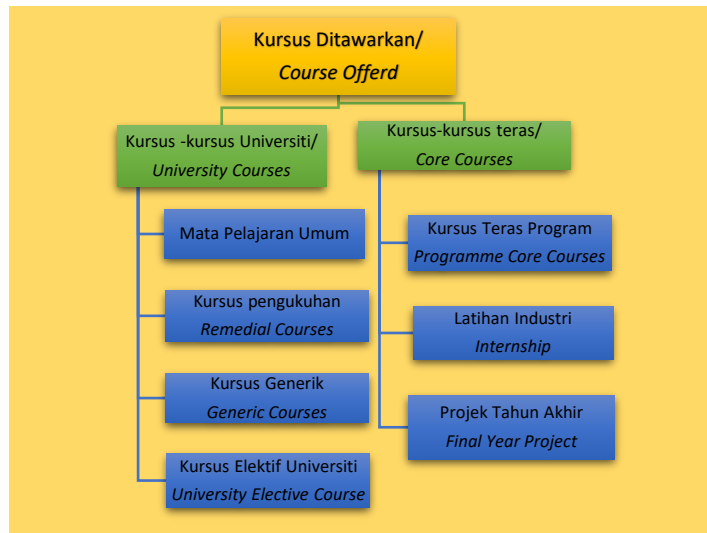 Kursus Ditawarkan/
Course Offerd
Kursus -kursus Universiti/
University Courses
Mata Pelajaran Umum
Kursus pengukuhan
Remedial Courses
Kursus Generik
Generic Courses
Kursus Elektif Universiti
University Elective Course
Kursus-kursus teras/
Core Courses
Kursus Teras Program
Programme Core Courses
Latihan Industri
Internship
Projek Tahun Akhir
Final Year Project